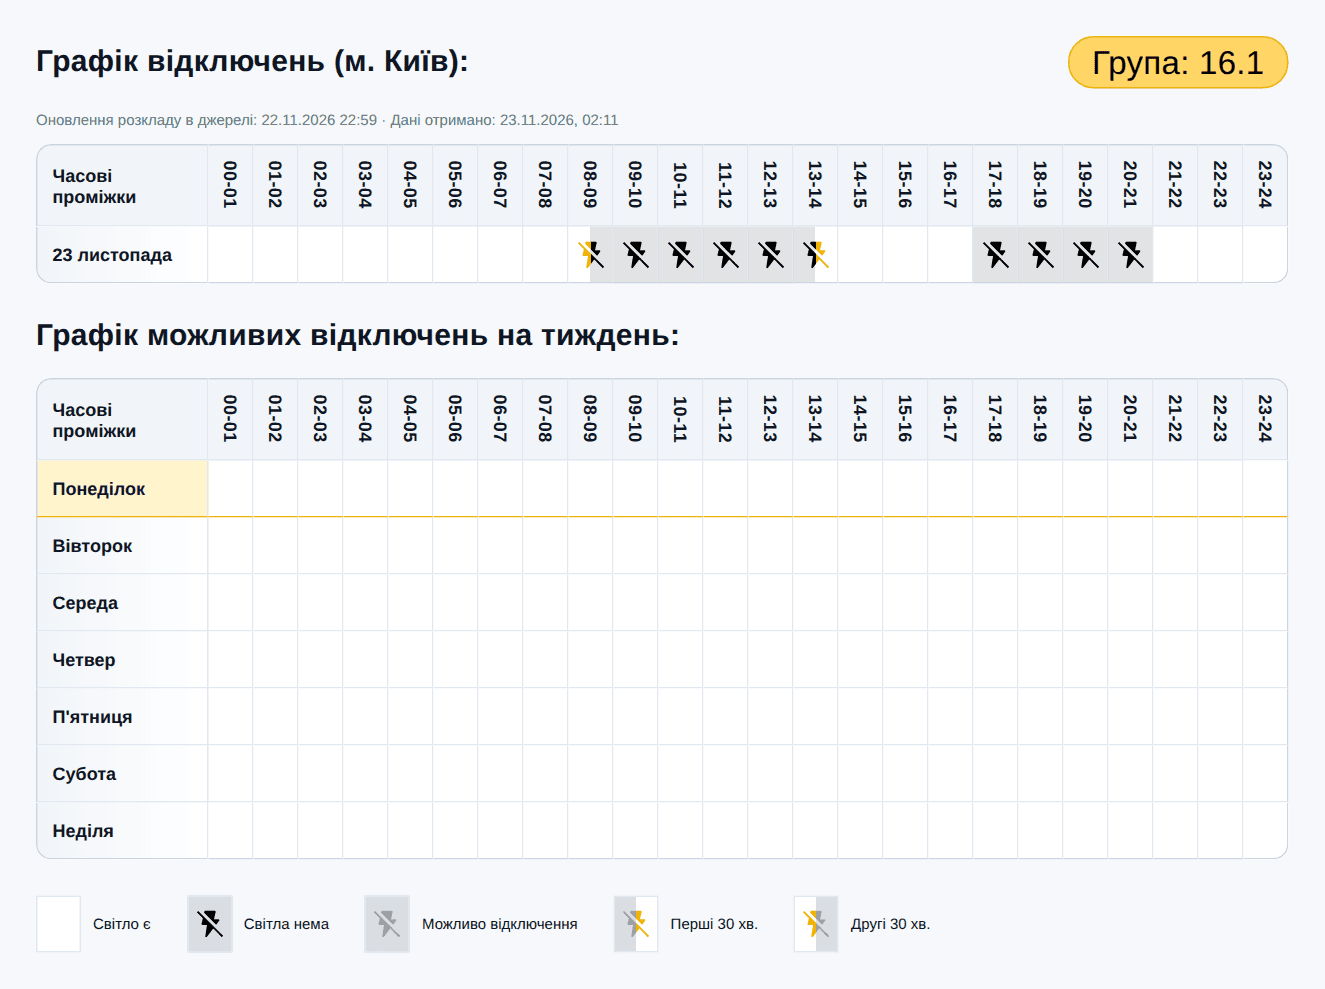 Графік відключень (м. Київ):
Група: 16.1
Оновлення розкладу в джерелі: 22.11.2026 22:59 · Дані отримано: 23.11.2026, 02:11
Часові
проміжки
00-01 01-02 02-03 03-04 04-05 05-06 06-07 07-08 08-09 09-10 10-11 11-12 12-13 13-14 14-15 15-16 16-17 17-18 18-19 19-20 20-21 21-22 22-23 23-24
23 листопада
Графік можливих відключень на тиждень:
Часові
проміжки
00-01 01-02 02-03 03-04 04-05 05-06 06-07 07-08 08-09 09-10 10-11 11-12 12-13 13-14 14-15 15-16 16-17 17-18 18-19 19-20 20-21 21-22 22-23 23-24
Понеділок
Вівторок
Середа
Четвер
П'ятниця
Субота
Неділя
Світло є
Світла нема
Можливо відключення
Перші 30 хв.
Другі 30 хв.